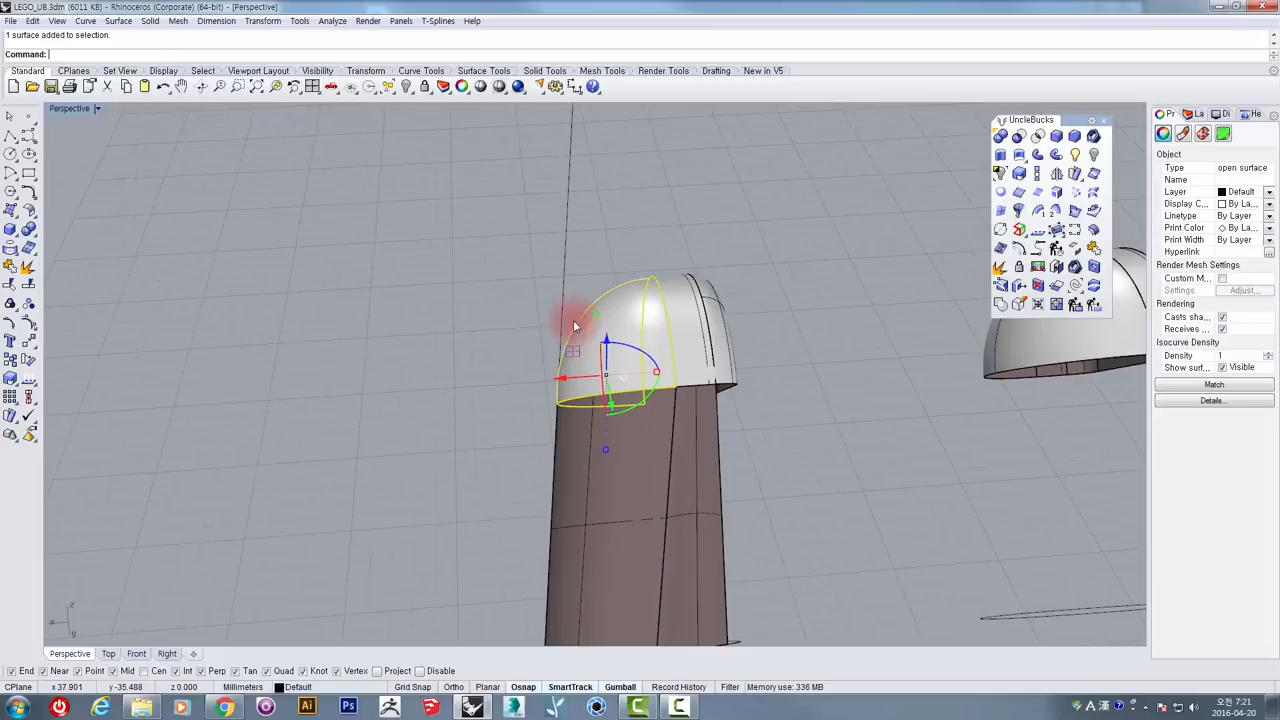 LEGO_UB.3dm (6011 KB) - Rhinoceros (Corporate) (64-bit) - [Perspective]
File Edit View Curve Surface Solid Mesh Dimension Transform Tools Analyze Render Panels T-Splines Help
1 surface added to selection.
Command:
Standard CPlanes Set View Display Select Viewport Layout Visibility Transform Curve Tools Surface Tools Solid Tools Mesh Tools Render Tools Drafting New in V5
Perspective
UncleBucks
Pr La Di He
Object
Type open surface
Name
Layer Default
Display C... By La...
Linetype By Layer
Print Color By La...
Print Width By Layer
Hyperlink ...
Render Mesh Settings
Custom M...
Settings: Adjust...
Rendering
Casts sha...
Receives ...
Isocurve Density
Density 1
Show surf... Visible
Match
Details...
z
x
y
Perspective Top Front Right
End Near Point Mid Cen Int Perp Tan Quad Knot Vertex Project Disable
CPlane x 37.901 y -35.488 z 0.000 Millimeters Default Grid Snap Ortho Planar Osnap SmartTrack Gumball Record History Filter Memory use: 336 MB
Ai Ps A 漢 오전 7:21
2016-04-20